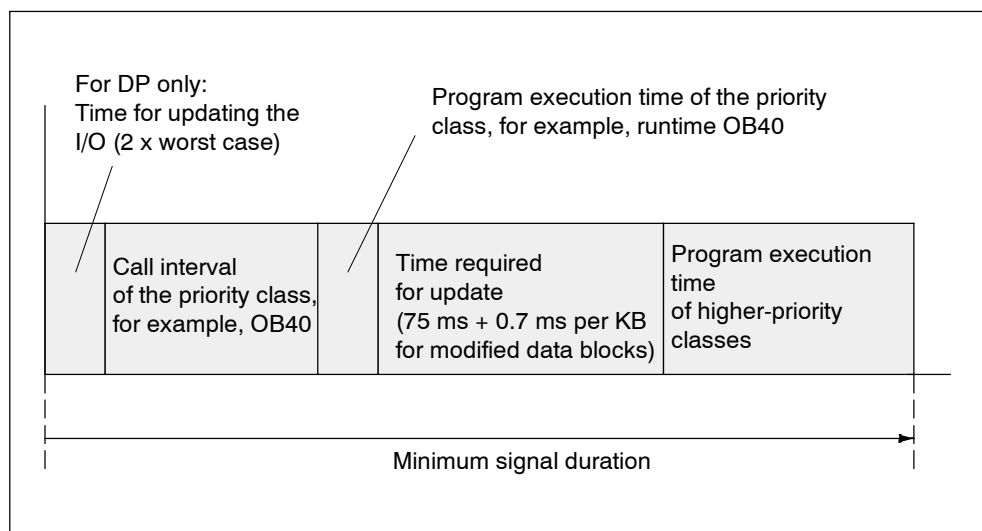 For DP only:
Time for updating the
I/O (2 x worst case)
Program execution time of the priority
class, for example, runtime OB40
Call interval
of the priority class,
for example, OB40
Time required
for update
(75 ms + 0.7 ms per KB
for modified data blocks)
Program execution
time
of higher-priority
classes
Minimum signal duration